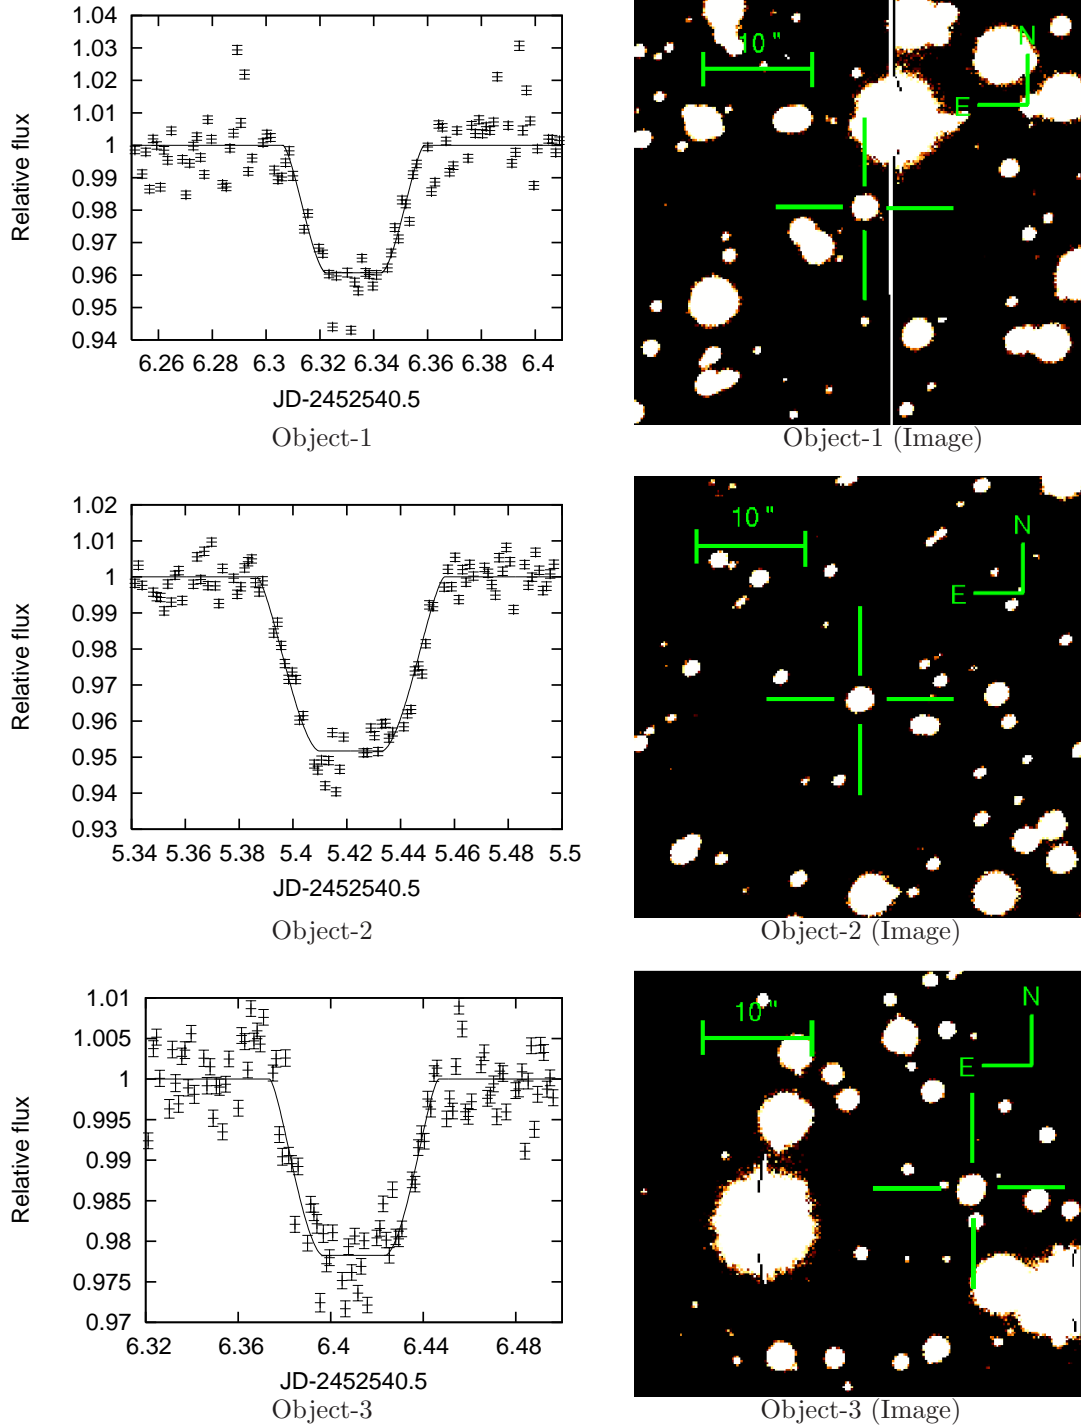 1.04
1.03
1.02
1.01
1
0.99
0.98
0.97
0.96
0.95
0.94
Relative flux
6.26 6.28 6.3 6.32 6.34 6.36 6.38 6.4
JD-2452540.5
Object-1
10 "
N
E
Object-1 (Image)
1.02
1.01
1
0.99
0.98
0.97
0.96
0.95
0.94
0.93
Relative flux
5.34 5.36 5.38 5.4 5.42 5.44 5.46 5.48 5.5
JD-2452540.5
Object-2
10 "
N
E
Object-2 (Image)
1.01
1.005
1
0.995
0.99
0.985
0.98
0.975
0.97
Relative flux
6.32 6.36 6.4 6.44 6.48
JD-2452540.5
Object-3
10 "
N
E
Object-3 (Image)